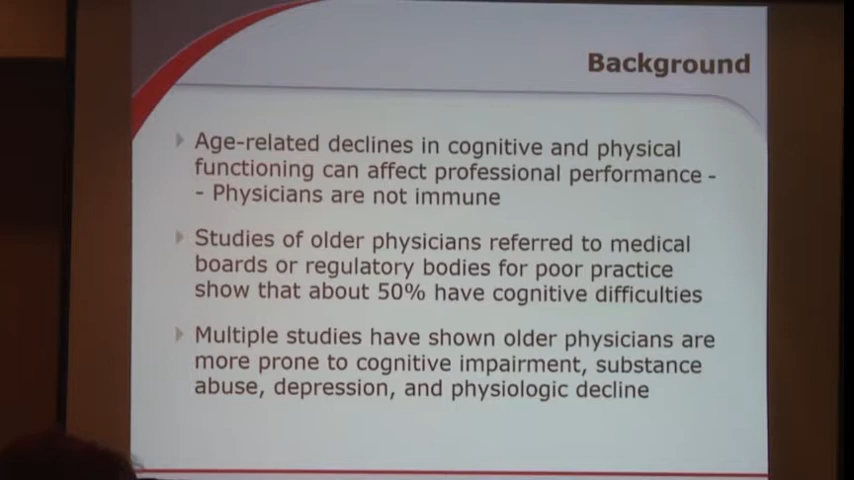 Background
Age-related declines in cognitive and physical
functioning can affect professional performance -
- Physicians are not immune
Studies of older physicians referred to medical
boards or regulatory bodies for poor practice
show that about 50% have cognitive difficulties
Multiple studies have shown older physicians are
more prone to cognitive impairment, substance
abuse, depression, and physiologic decline